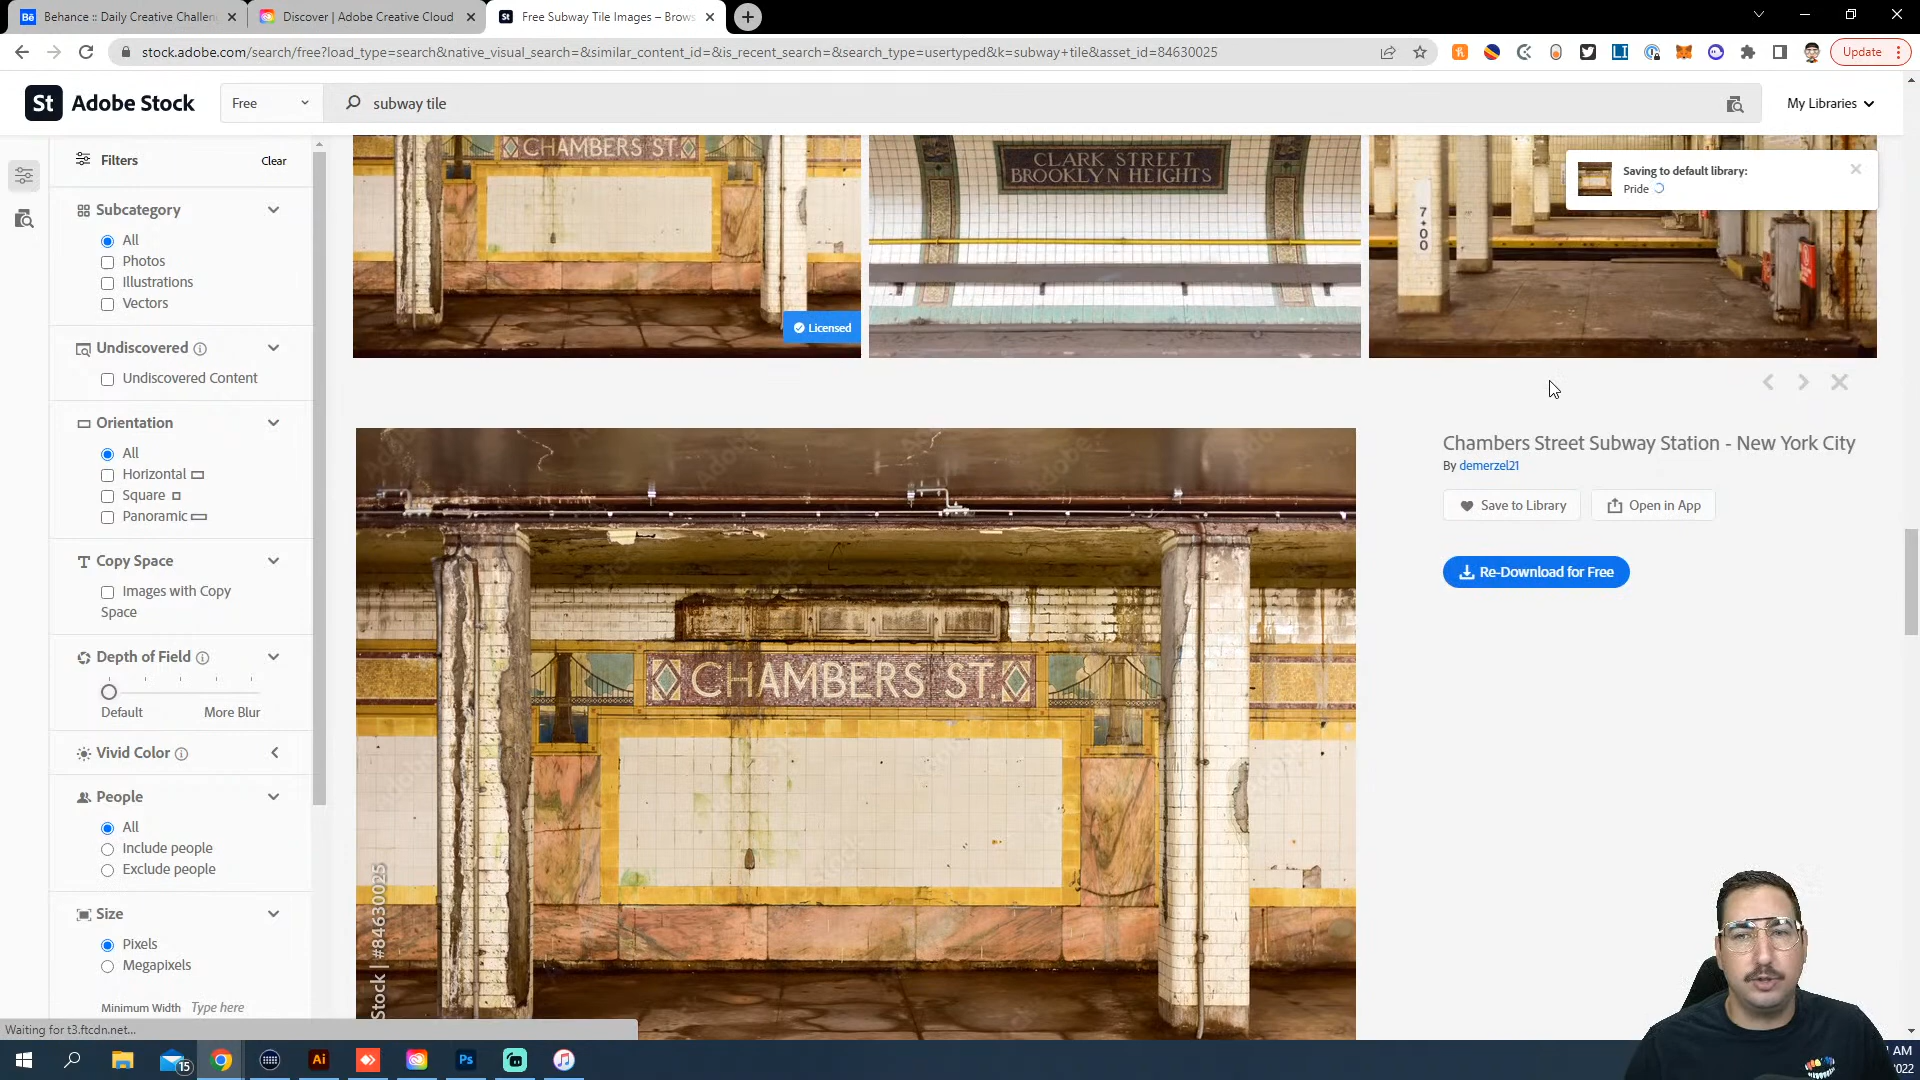 Behance :: Daily Creative Challen
Discover | Adobe Creative Cloud
Free Subway Tile Images – Brows
stock.adobe.com/search/free?load_type=search&native_visual_search=&similar_content_id=&is_recent_search=&search_type=usertyped&k=subway+tile&asset_id=84630025
Update
St Adobe Stock
Free
subway tile
My Libraries
Filters
Clear
Subcategory
All
Photos
Illustrations
Vectors
Undiscovered
Undiscovered Content
Orientation
All
Horizontal
Square
Panoramic
Copy Space
Images with Copy
Space
Depth of Field
Default
More Blur
Vivid Color
People
All
Include people
Exclude people
Size
Pixels
Megapixels
Minimum Width
Type here
CHAMBERS ST.
Licensed
CLARK STREET
BROOKLYN HEIGHTS
7+00
Saving to default library:
Pride
Chambers Street Subway Station - New York City
By demerzel21
Save to Library
Open in App
Re-Download for Free
CHAMBERS ST
Stock | #84630025
Waiting for t3.ftcdn.net...
15
Ai
Ps
AM
2022